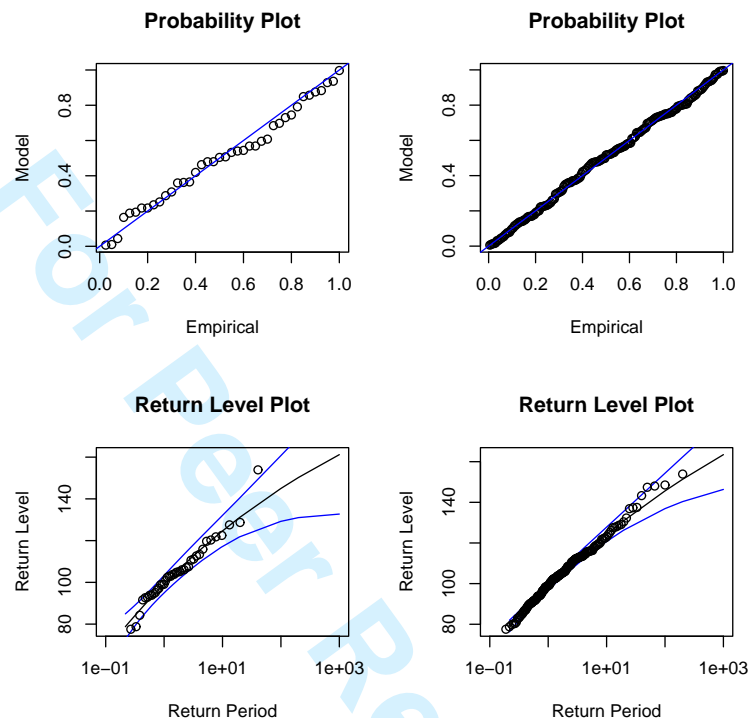 Probability Plot
Model
0.0 0.4 0.8
0.0 0.2 0.4 0.6 0.8 1.0
Empirical
Probability Plot
Model
0.0 0.4 0.8
0.0 0.2 0.4 0.6 0.8 1.0
Empirical
Return Level Plot
Return Level
80 100 140
1e−01 1e+01 1e+03
Return Period
Return Level Plot
Return Level
80 100 140
1e−01 1e+01 1e+03
Return Period
For Peer Re